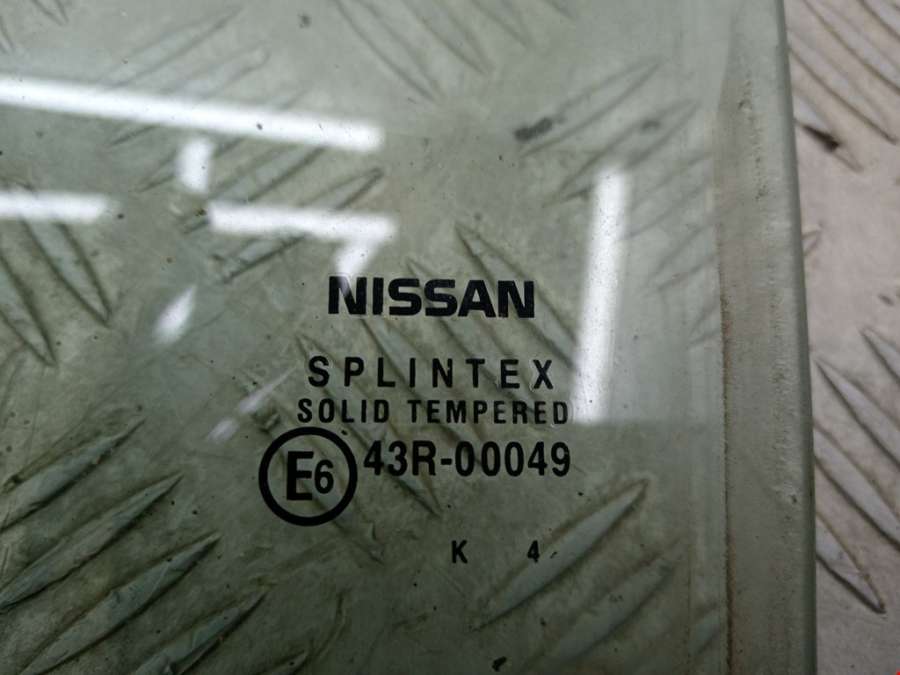 NISSAN
SPLINTEX
SOLID TEMPERED
E6 43R-00049
K 4